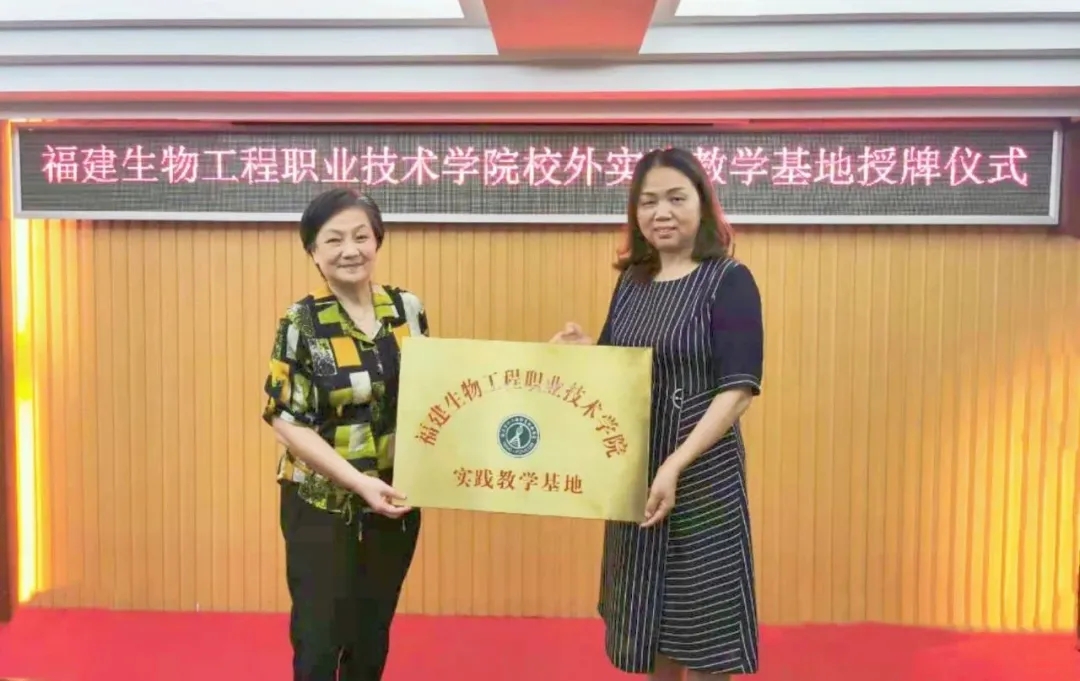 福建生物工程职业技术学院校外实 教学基地授牌仪式
福建生物工程职业技术学院
实践教学基地